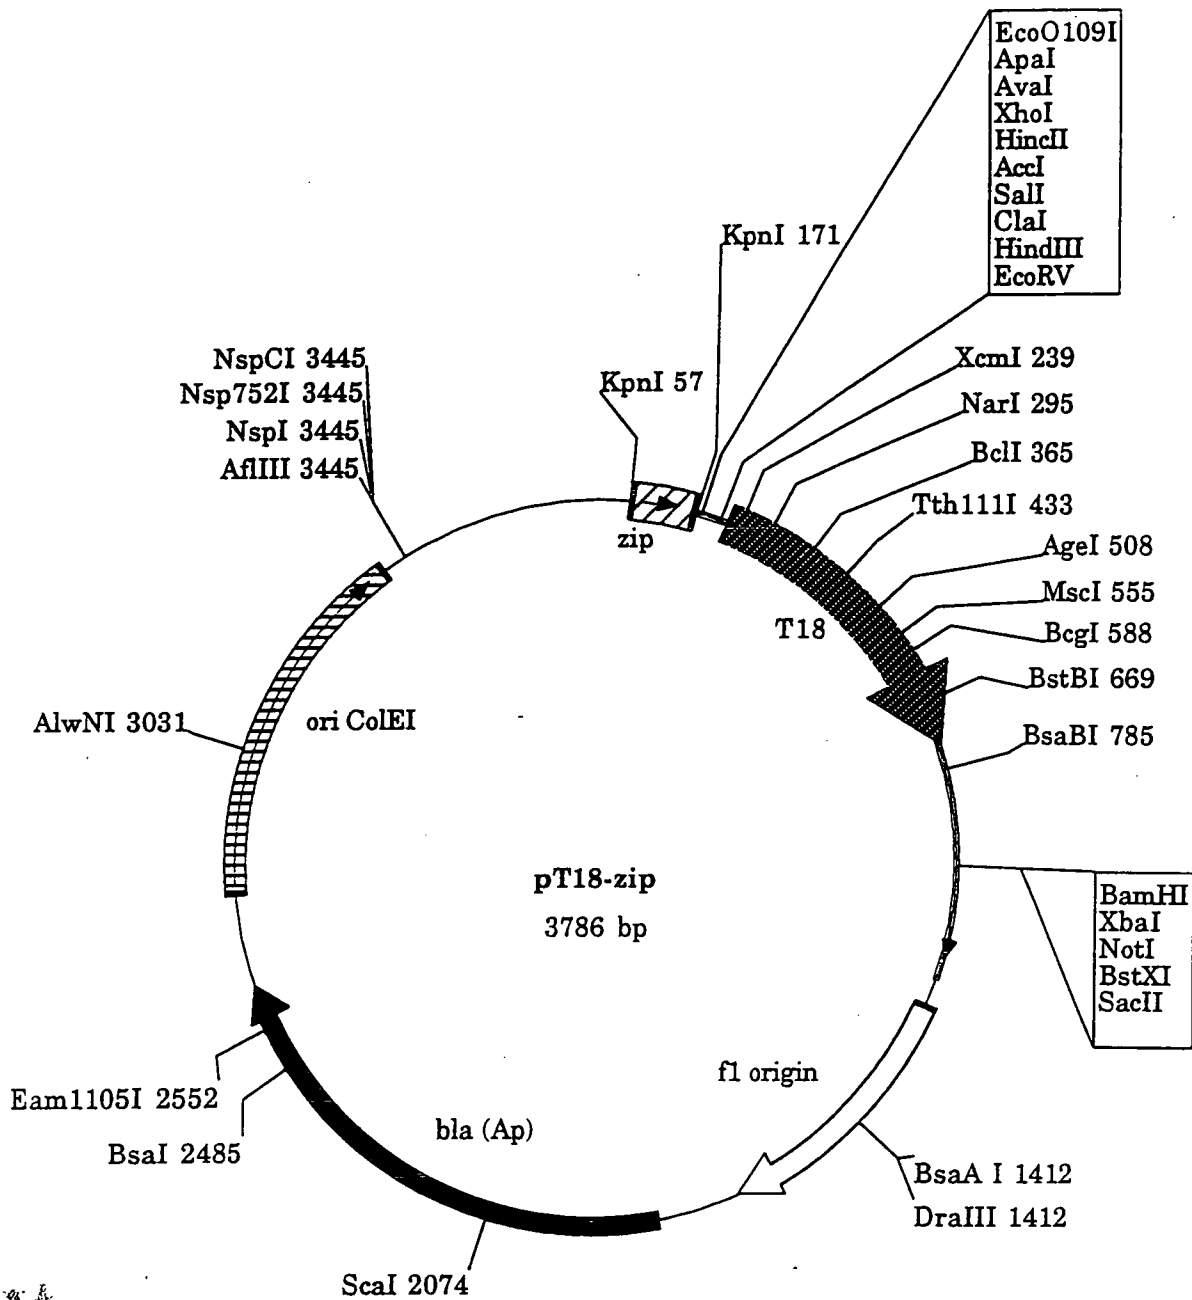 EcoO109I
ApaI
AvaI
XhoI
HincII
AccI
SalI
ClaI
HindIII
EcoRV
KpnI 171
NspCI 3445
Nsp752I 3445
NspI 3445
AflIII 3445
KpnI 57
XcmI 239
NarI 295
BclI 365
Tth111I 433
AgeI 508
MscI 555
BcgI 588
BstBI 669
BsaBI 785
zip
T18
AlwNI 3031
ori ColEI
pT18-zip
3786 bp
BamHI
XbaI
NotI
BstXI
SacII
f1 origin
Eam1105I 2552
BsaI 2485
bla (Ap)
BsaA I 1412
DraIII 1412
ScaI 2074